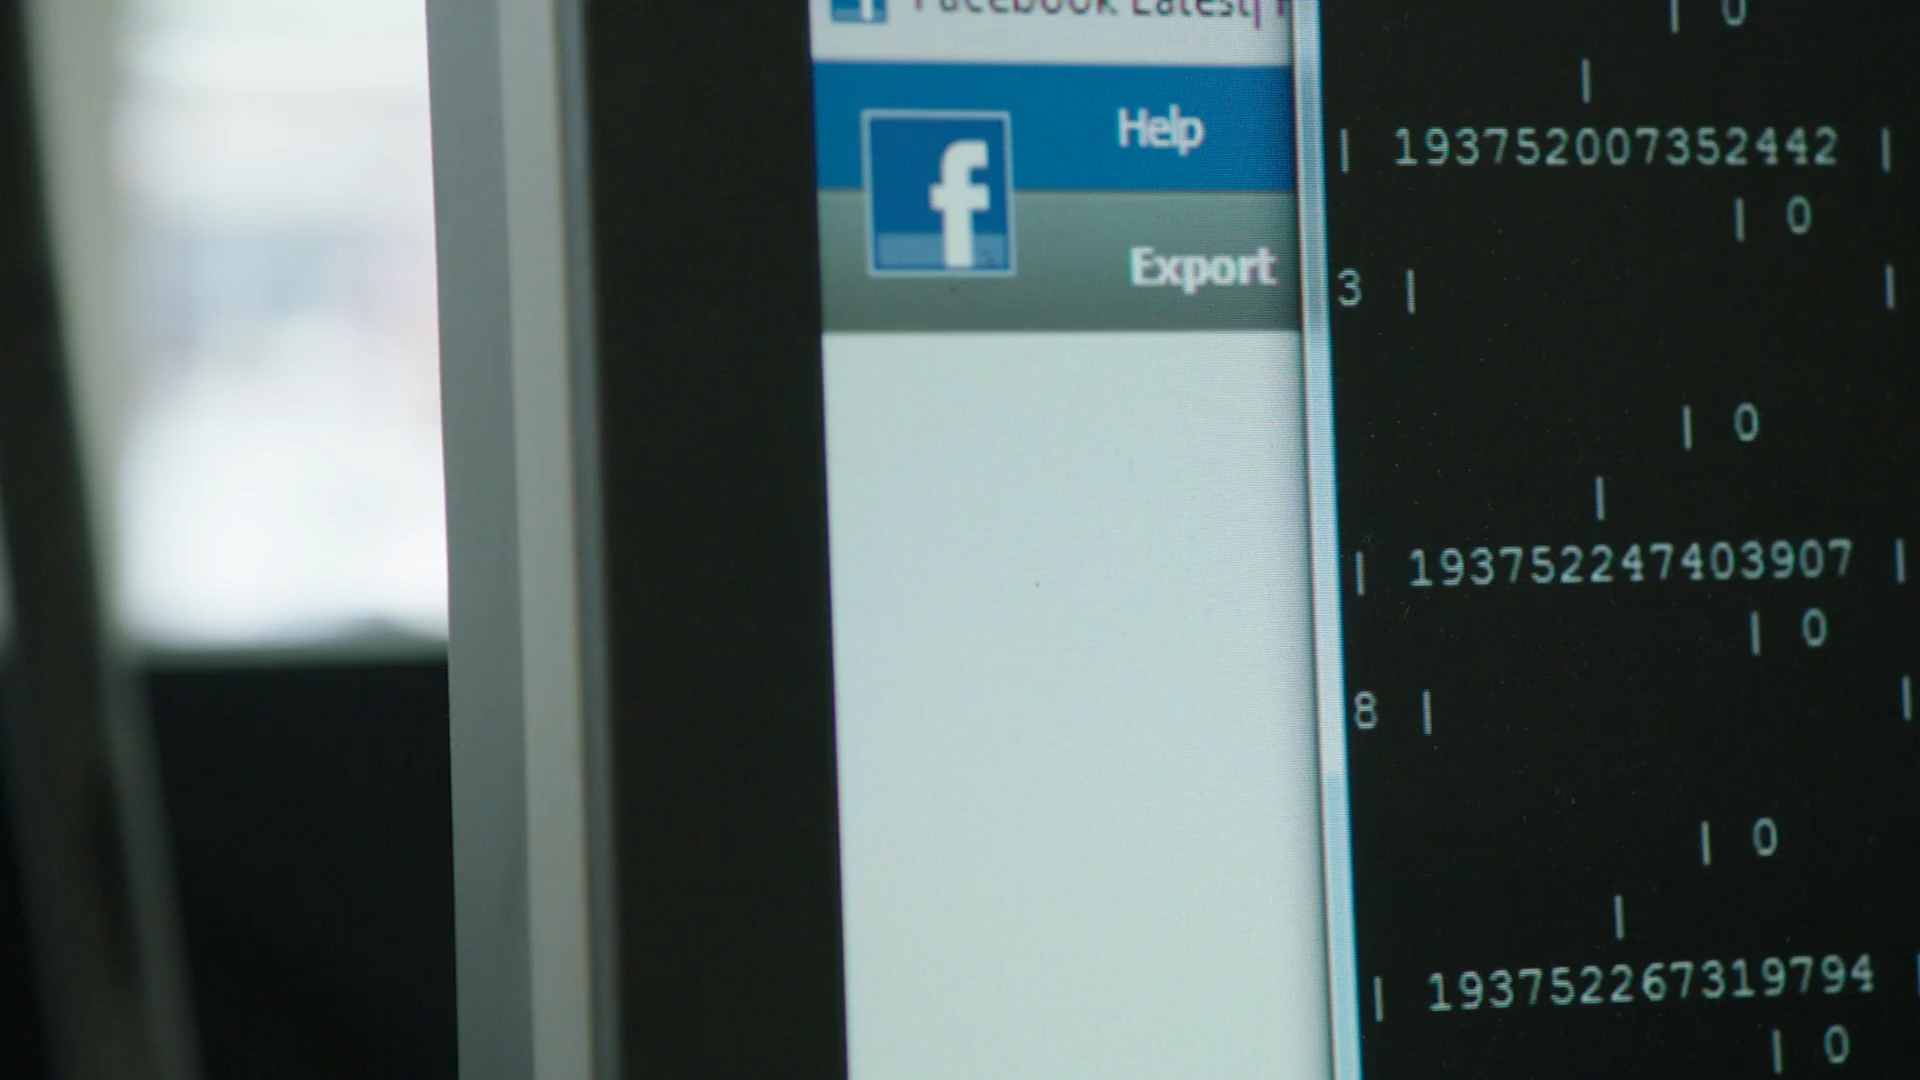 Facebook Latest
f
Help
Export
| 0
|
| 193752007352442 |
| 0
3 | |
| 0
|
| 193752247403907 |
| 0
8 | |
| 0
|
| 193752267319794 |
| 0